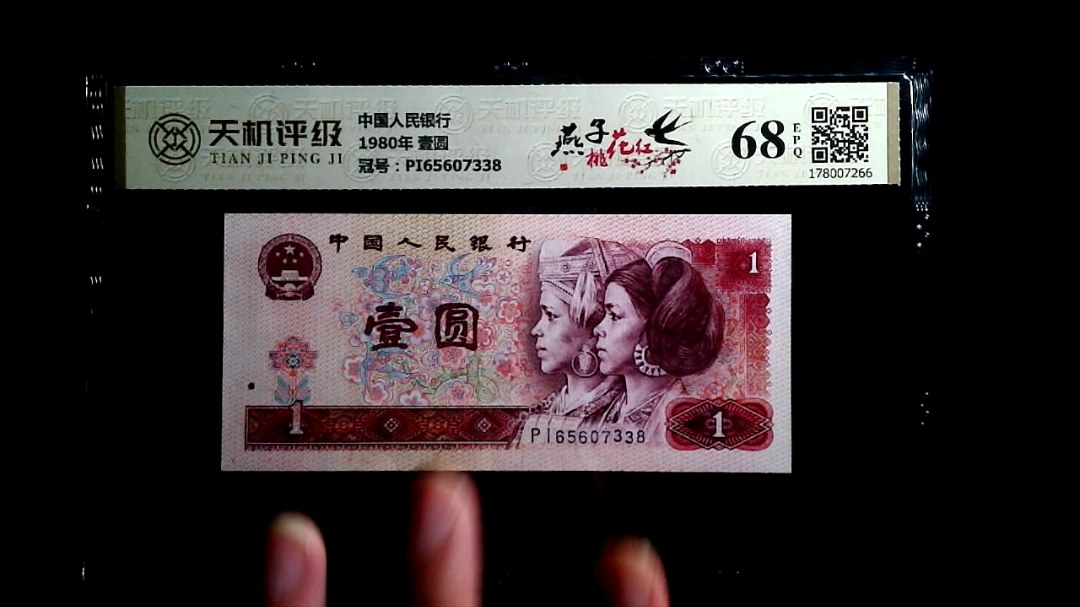 天机评级
TIAN JI PING JI
中国人民银行
1980年 壹圆
冠号：PI65607338
燕子
桃花红
68
EPQ
178007266
中国人民银行
1
壹圆
1
PI65607338
1